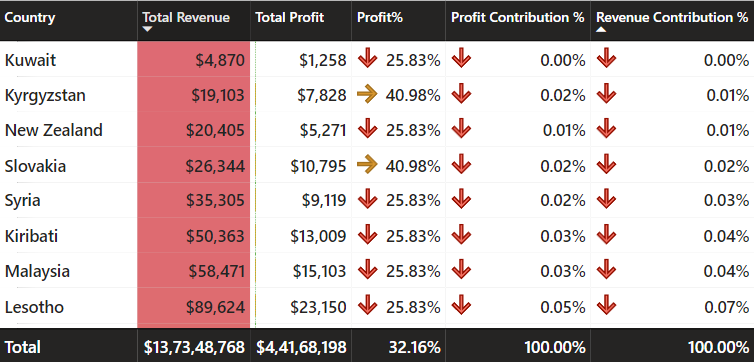 Country Total Revenue Total Profit Profit% Profit Contribution % Revenue Contribution %
Kuwait $4,870 $1,258 25.83% 0.00% 0.00%
Kyrgyzstan $19,103 $7,828 40.98% 0.02% 0.01%
New Zealand $20,405 $5,271 25.83% 0.01% 0.01%
Slovakia $26,344 $10,795 40.98% 0.02% 0.02%
Syria $35,305 $9,119 25.83% 0.02% 0.03%
Kiribati $50,363 $13,009 25.83% 0.03% 0.04%
Malaysia $58,471 $15,103 25.83% 0.03% 0.04%
Lesotho $89,624 $23,150 25.83% 0.05% 0.07%
Total $13,73,48,768 $4,41,68,198 32.16% 100.00% 100.00%